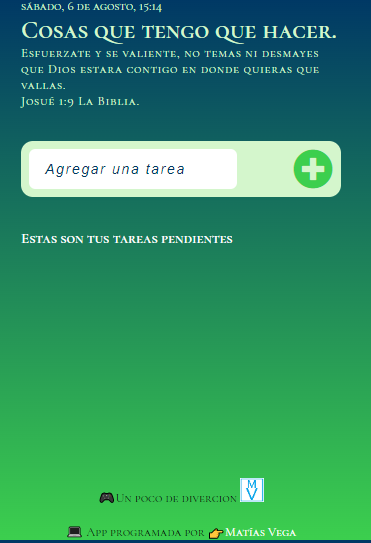 SÁBADO, 6 DE AGOSTO, 15:14
Cosas que tengo que hacer.
Esfuerzate y se valiente, no temas ni desmayes
que Dios estara contigo en donde quieras que
vallas.
Josué 1:9 La Biblia.
Agregar una tarea
Estas son tus tareas pendientes
Un poco de divercion
M
V
App programada por 👉Matías Vega